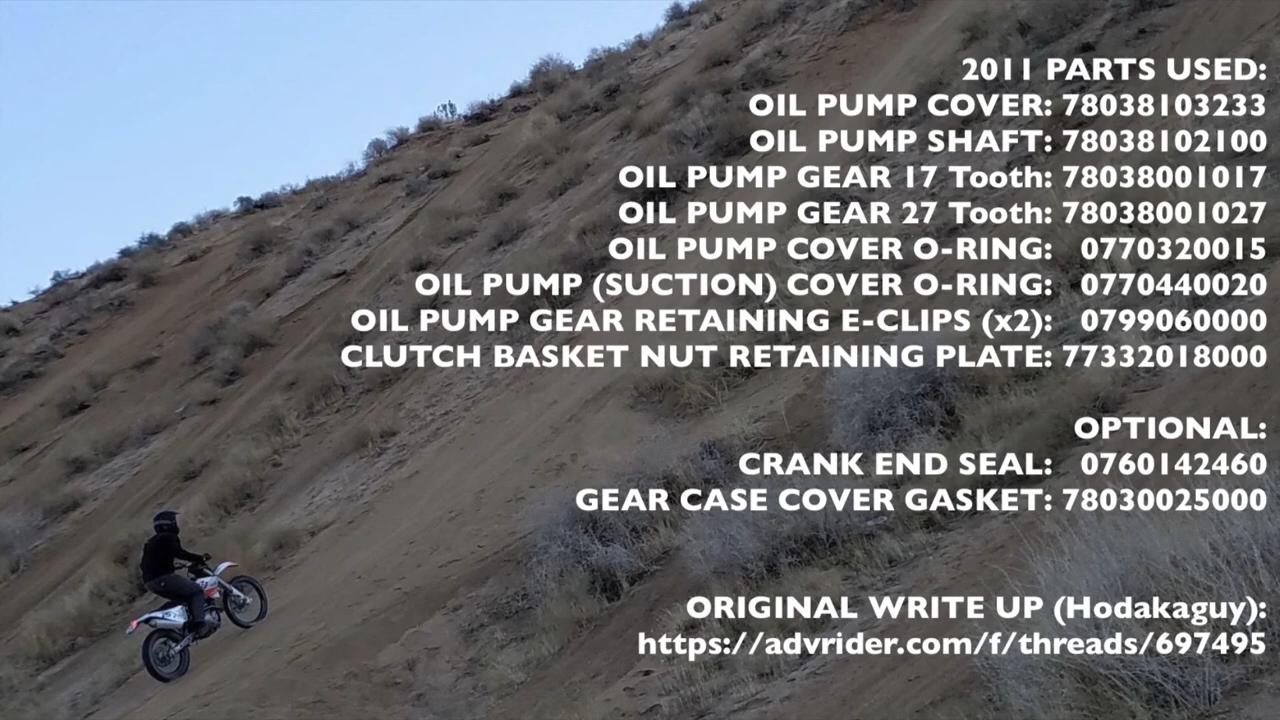 2011 PARTS USED:
OIL PUMP COVER: 78038103233
OIL PUMP SHAFT: 78038102100
OIL PUMP GEAR 17 Tooth: 78038001017
OIL PUMP GEAR 27 Tooth: 78038001027
OIL PUMP COVER O-RING: 0770320015
OIL PUMP (SUCTION) COVER O-RING: 0770440020
OIL PUMP GEAR RETAINING E-CLIPS (x2): 0799060000
CLUTCH BASKET NUT RETAINING PLATE: 77332018000
OPTIONAL:
CRANK END SEAL: 0760142460
GEAR CASE COVER GASKET: 78030025000
ORIGINAL WRITE UP (Hodakaguy):
https://advrider.com/f/threads/697495